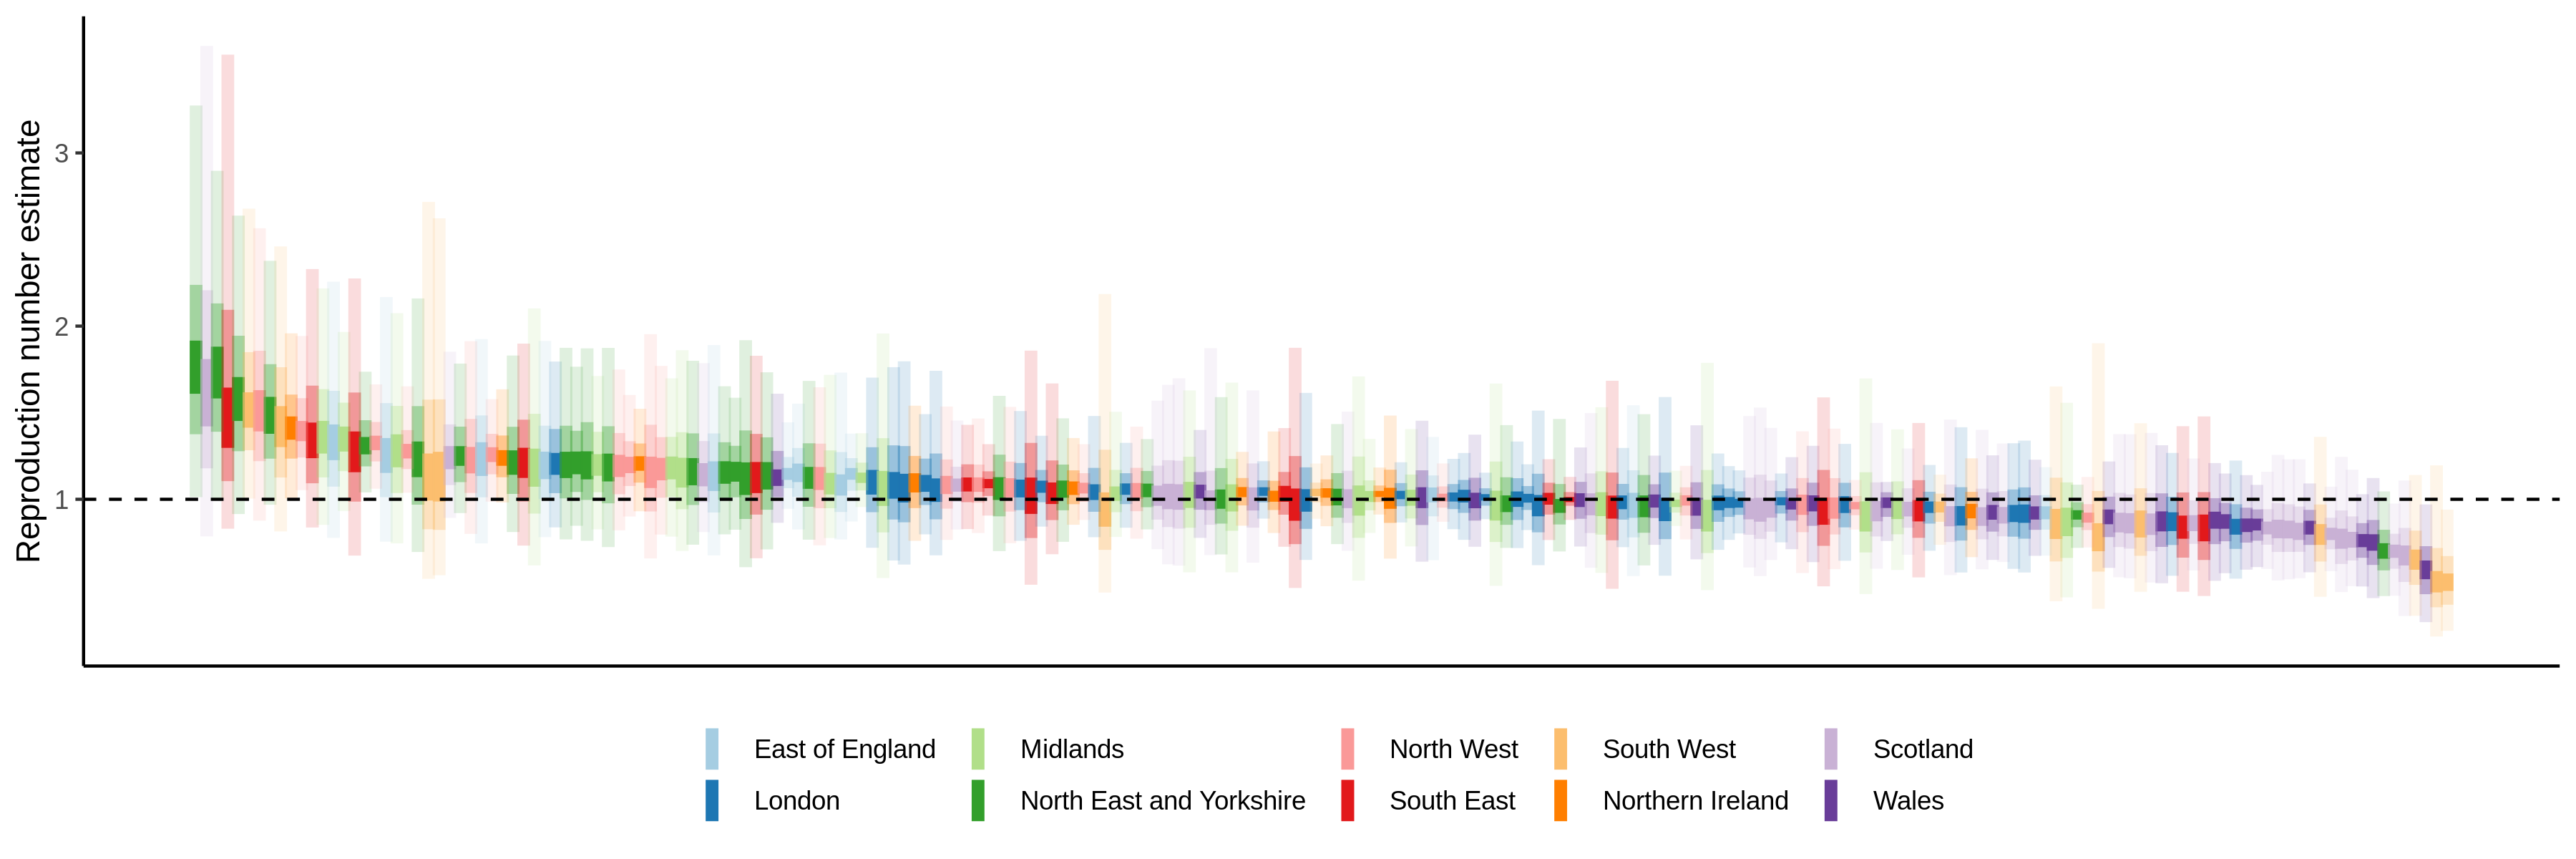 Reproduction number estimate
3
2
1
East of England
Midlands
North West
South West
Scotland
London
North East and Yorkshire
South East
Northern Ireland
Wales